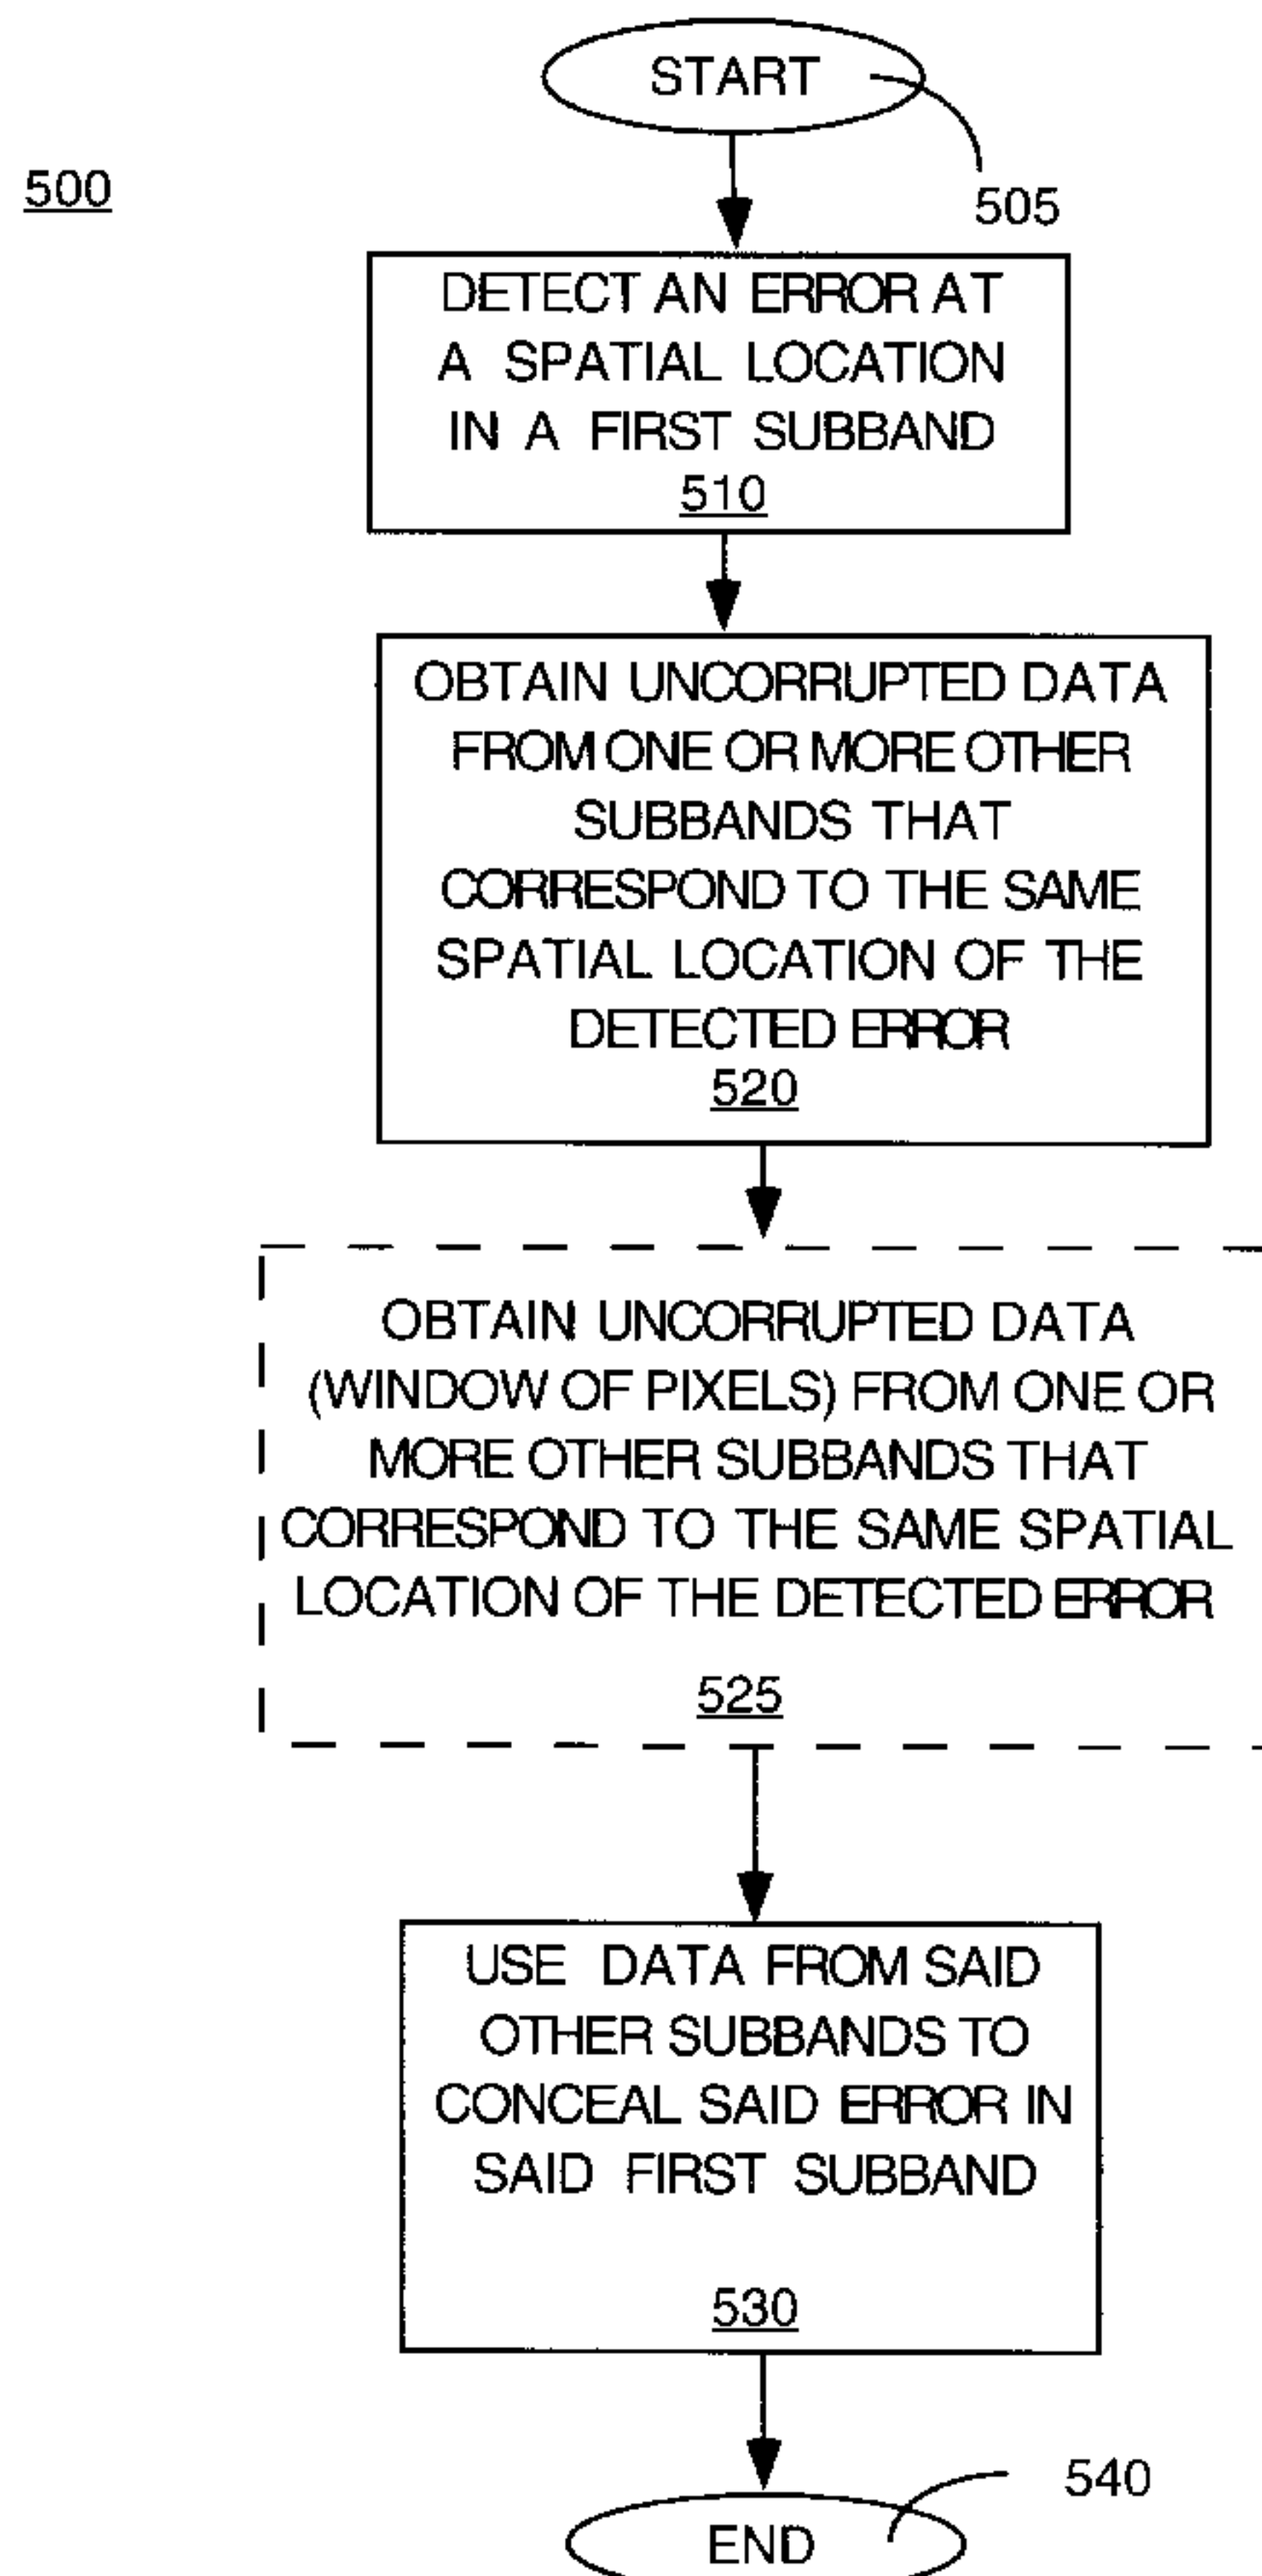 START
500
505
DETECT AN ERROR AT
A SPATIAL LOCATION
IN A FIRST SUBBAND
510
OBTAIN UNCORRUPTED DATA
FROM ONE OR MORE OTHER
SUBBANDS THAT
CORRESPOND TO THE SAME
SPATIAL LOCATION OF THE
DETECTED ERROR
520
OBTAIN UNCORRUPTED DATA
(WINDOW OF PIXELS) FROM ONE OR
MORE OTHER SUBBANDS THAT
CORRESPOND TO THE SAME SPATIAL
LOCATION OF THE DETECTED ERROR
525
USE DATA FROM SAID
OTHER SUBBANDS TO
CONCEAL SAID ERROR IN
SAID FIRST SUBBAND
530
540
END